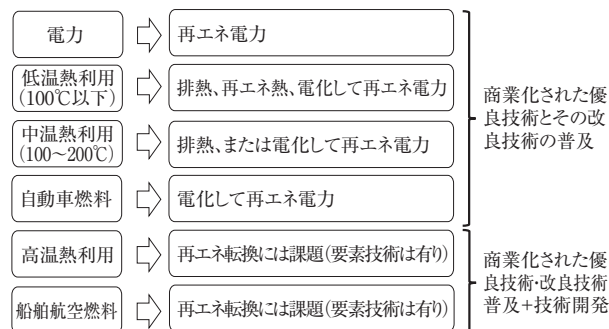 電力
再エネ電力
低温熱利用
(100℃以下)
排熱、再エネ熱、電化して再エネ電力
中温熱利用
(100〜200℃)
排熱、または電化して再エネ電力
自動車燃料
電化して再エネ電力
商業化された優
良技術とその改
良技術の普及
高温熱利用
再エネ転換には課題(要素技術は有り)
船舶航空燃料
再エネ転換には課題(要素技術は有り)
商業化された優
良技術・改良技術
普及+技術開発